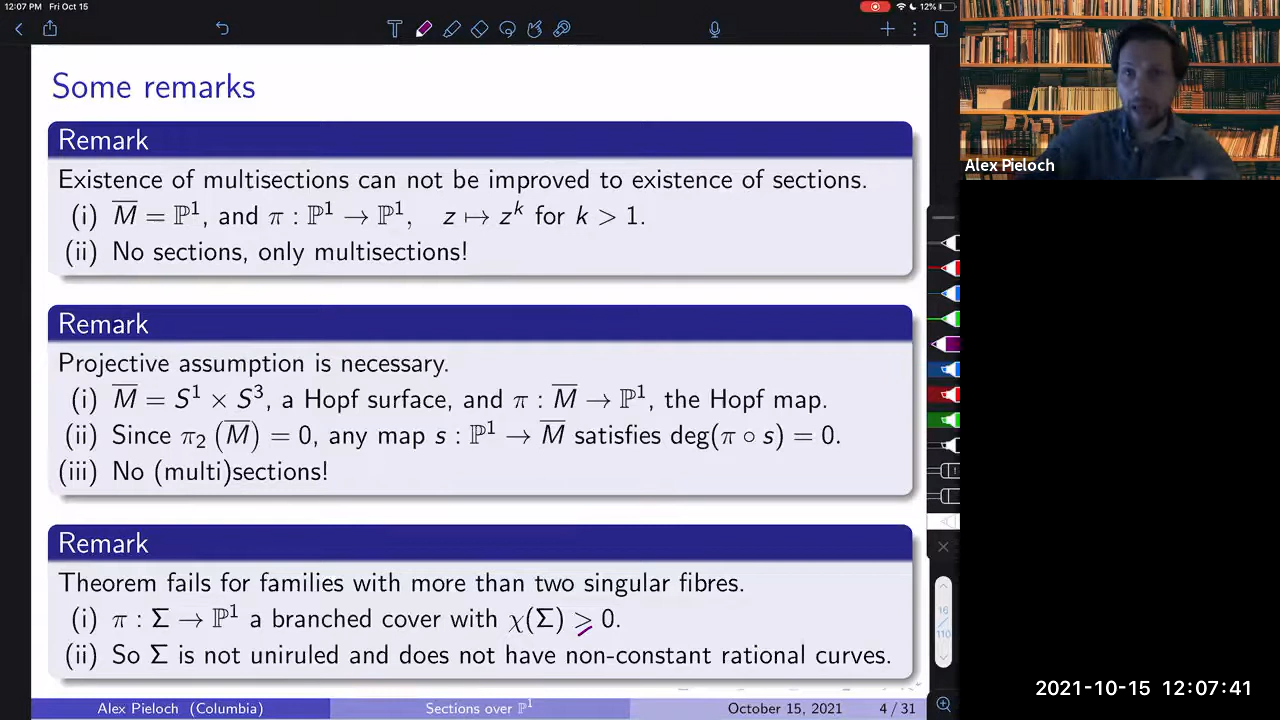 12:07 PM Fri Oct 15
12%
Some remarks
Remark
Existence of multisections can not be improved to existence of sections.
(i) M̅ = ℙ¹, and π : ℙ¹ → ℙ¹, z ↦ zᵏ for k > 1.
(ii) No sections, only multisections!
Remark
Projective assumption is necessary.
(i) M̅ = S¹ × S³, a Hopf surface, and π : M̅ → ℙ¹, the Hopf map.
(ii) Since π₂(M̅) = 0, any map s : ℙ¹ → M̅ satisfies deg(π ∘ s) = 0.
(iii) No (multi)sections!
Remark
Theorem fails for families with more than two singular fibres.
(i) π : Σ → ℙ¹ a branched cover with χ(Σ) ⩾ 0.
(ii) So Σ is not uniruled and does not have non-constant rational curves.
Alex Pieloch (Columbia) Sections over ℙ¹ October 15, 2021 4 / 31
Alex Pieloch
16
110
2021-10-15 12:07:41